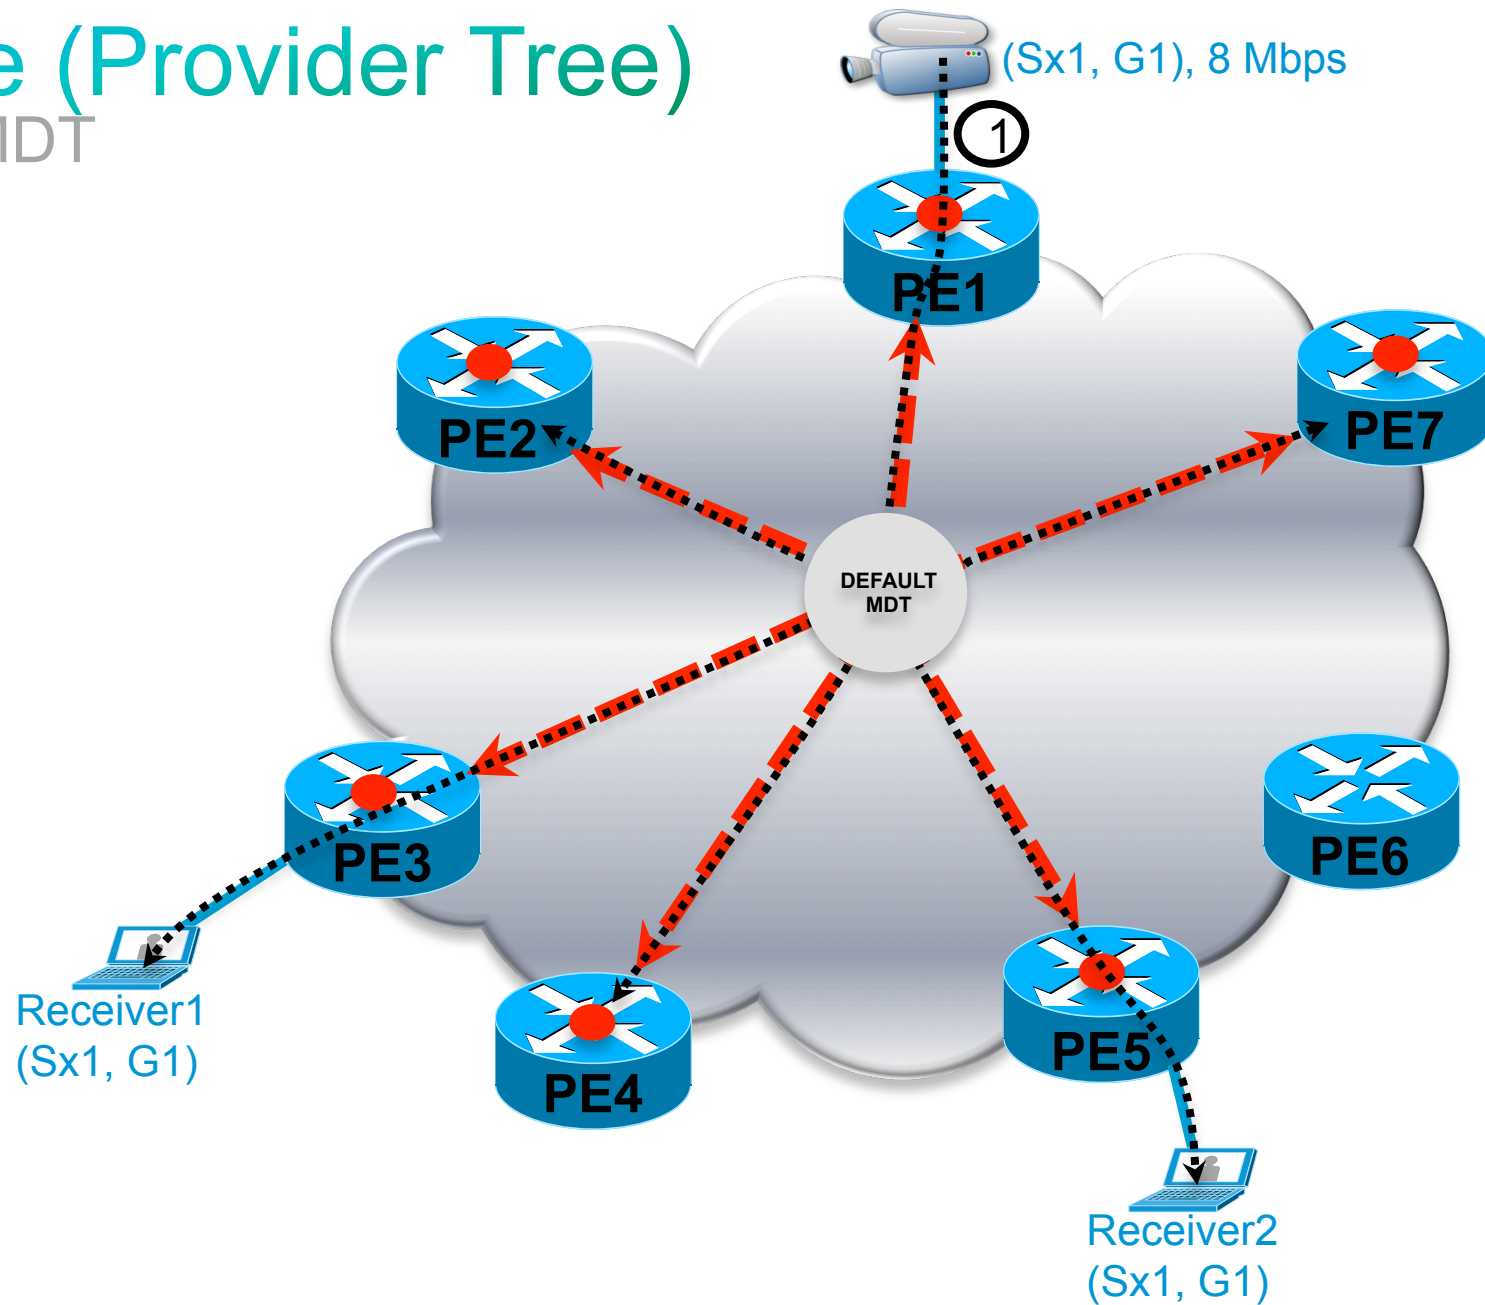 e (Provider Tree)
MDT
(Sx1, G1), 8 Mbps
1
PE1
PE2
PE7
DEFAULT
MDT
PE3
PE6
Receiver1
(Sx1, G1)
PE4
PE5
Receiver2
(Sx1, G1)